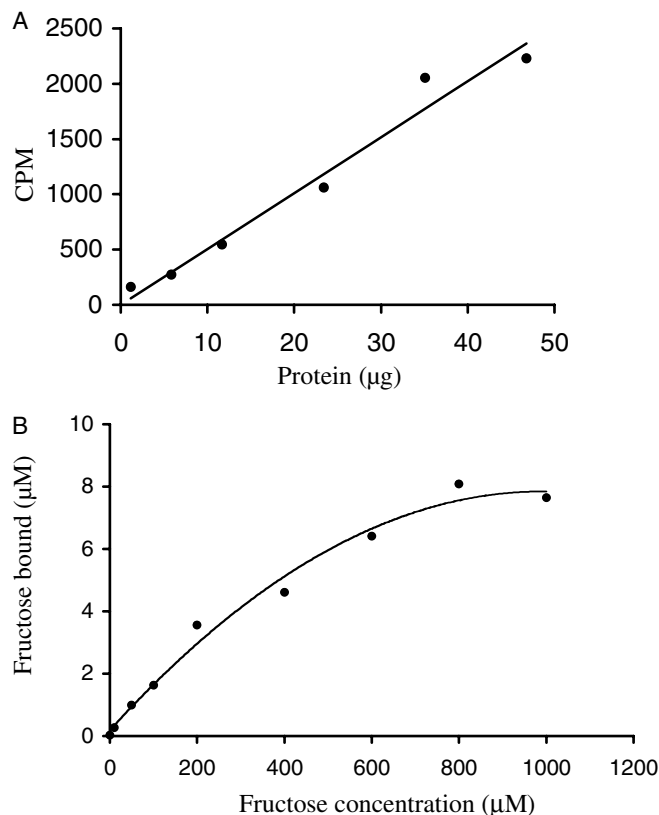 A
2500
2000
1500
1000
500
0
CPM
0 10 20 30 40 50
Protein (µg)
B
10
8
6
4
2
0
Fructose bound (µM)
0 200 400 600 800 1000 1200
Fructose concentration (µM)